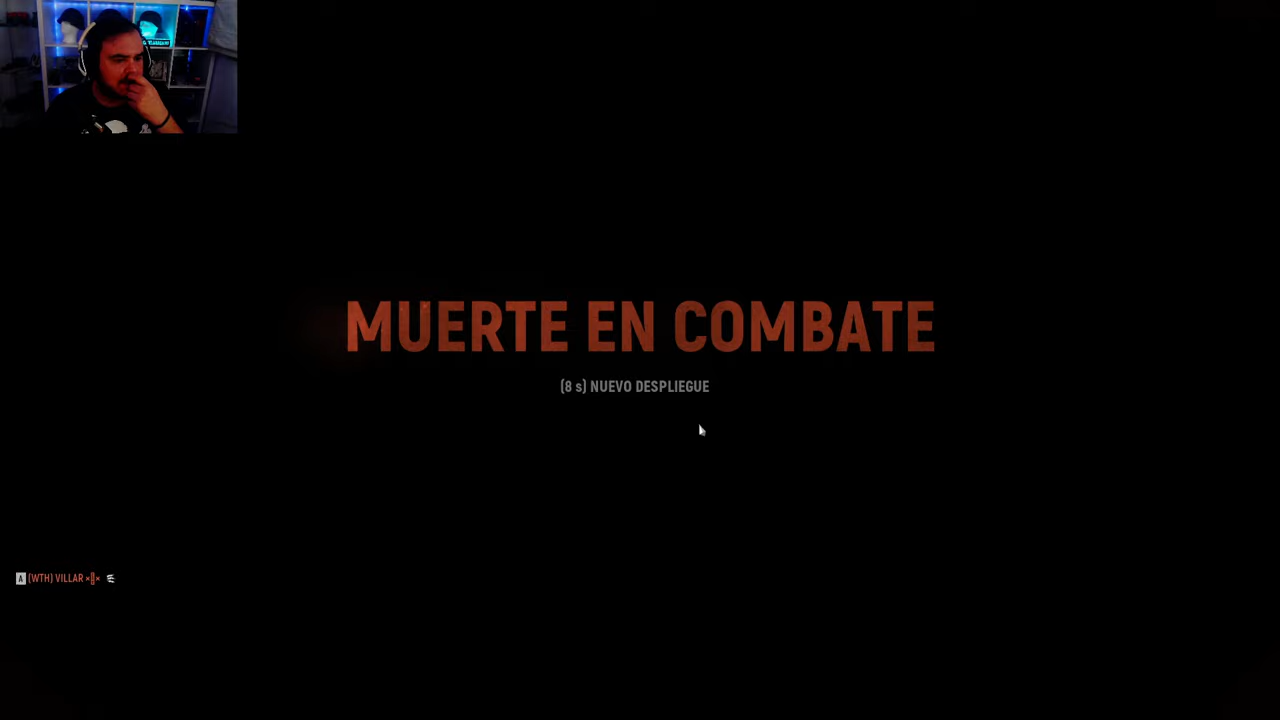 MUERTE EN COMBATE
(8 s) NUEVO DESPLIEGUE
A (WTH) VILLAR